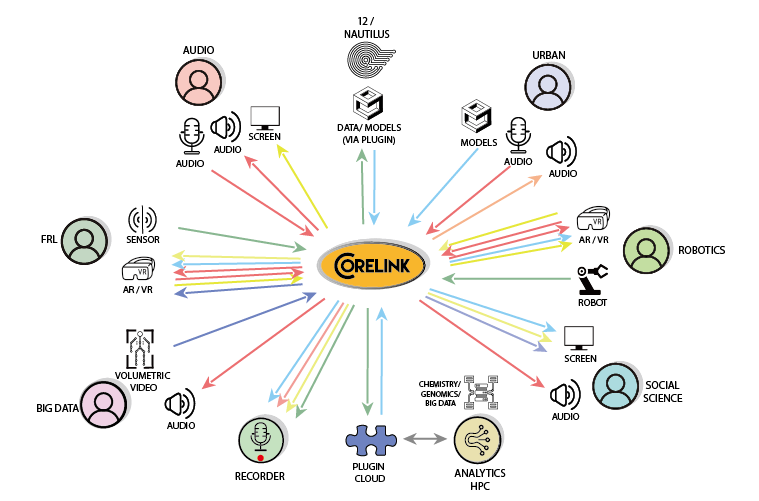 12 /
NAUTILUS
AUDIO
URBAN
SCREEN
AUDIO
AUDIO
DATA/ MODELS
(VIA PLUGIN)
MODELS
AUDIO
AUDIO
FRL
SENSOR
VR
AR / VR
VR
AR / VR
ROBOTICS
CORELINK
ROBOT
VOLUMETRIC
VIDEO
SCREEN
BIG DATA
AUDIO
CHEMISTRY/
GENOMICS/
BIG DATA
SOCIAL
SCIENCE
AUDIO
RECORDER
PLUGIN
CLOUD
ANALYTICS
HPC